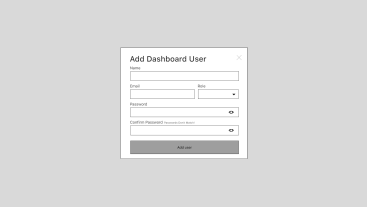 Add Dashboard User
Name
Email
Role
Password
Confirm Password
Add user